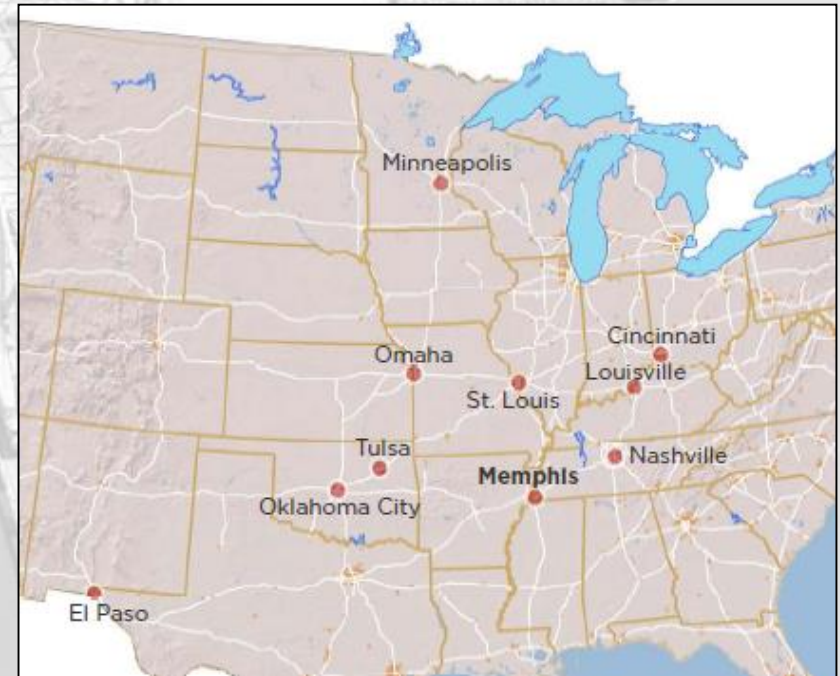 Minneapolis
Cincinnati
Omaha
Louisville
St. Louis
Tulsa
Nashville
Memphis
Oklahoma City
El Paso